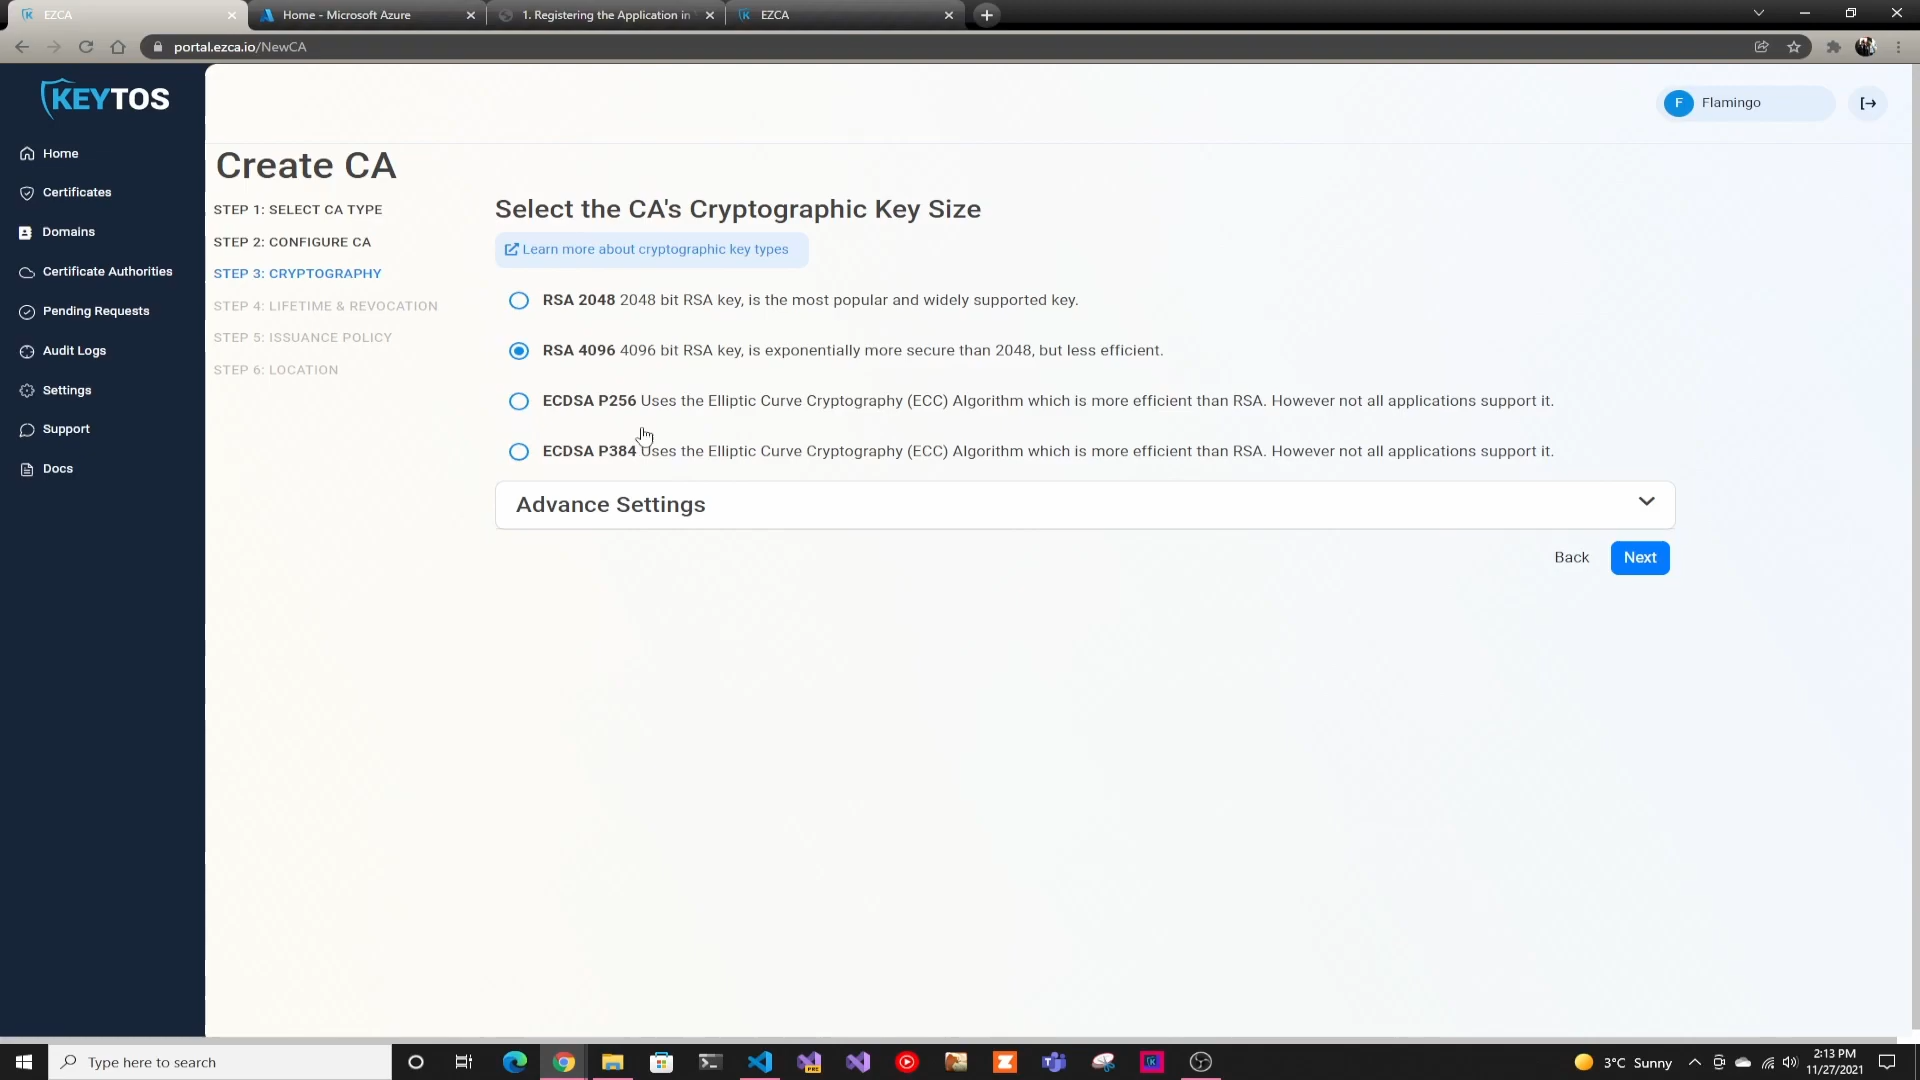 EZCA
Home - Microsoft Azure
1. Registering the Application in
EZCA
portal.ezca.io/NewCA
KEYTOS
F Flamingo
Home
Certificates
Domains
Certificate Authorities
Pending Requests
Audit Logs
Settings
Support
Docs
Create CA
STEP 1: SELECT CA TYPE
STEP 2: CONFIGURE CA
STEP 3: CRYPTOGRAPHY
STEP 4: LIFETIME & REVOCATION
STEP 5: ISSUANCE POLICY
STEP 6: LOCATION
Select the CA's Cryptographic Key Size
Learn more about cryptographic key types
RSA 2048 2048 bit RSA key, is the most popular and widely supported key.
RSA 4096 4096 bit RSA key, is exponentially more secure than 2048, but less efficient.
ECDSA P256 Uses the Elliptic Curve Cryptography (ECC) Algorithm which is more efficient than RSA. However not all applications support it.
ECDSA P384 Uses the Elliptic Curve Cryptography (ECC) Algorithm which is more efficient than RSA. However not all applications support it.
Advance Settings
Back
Next
Type here to search
3°C Sunny
2:13 PM
11/27/2021